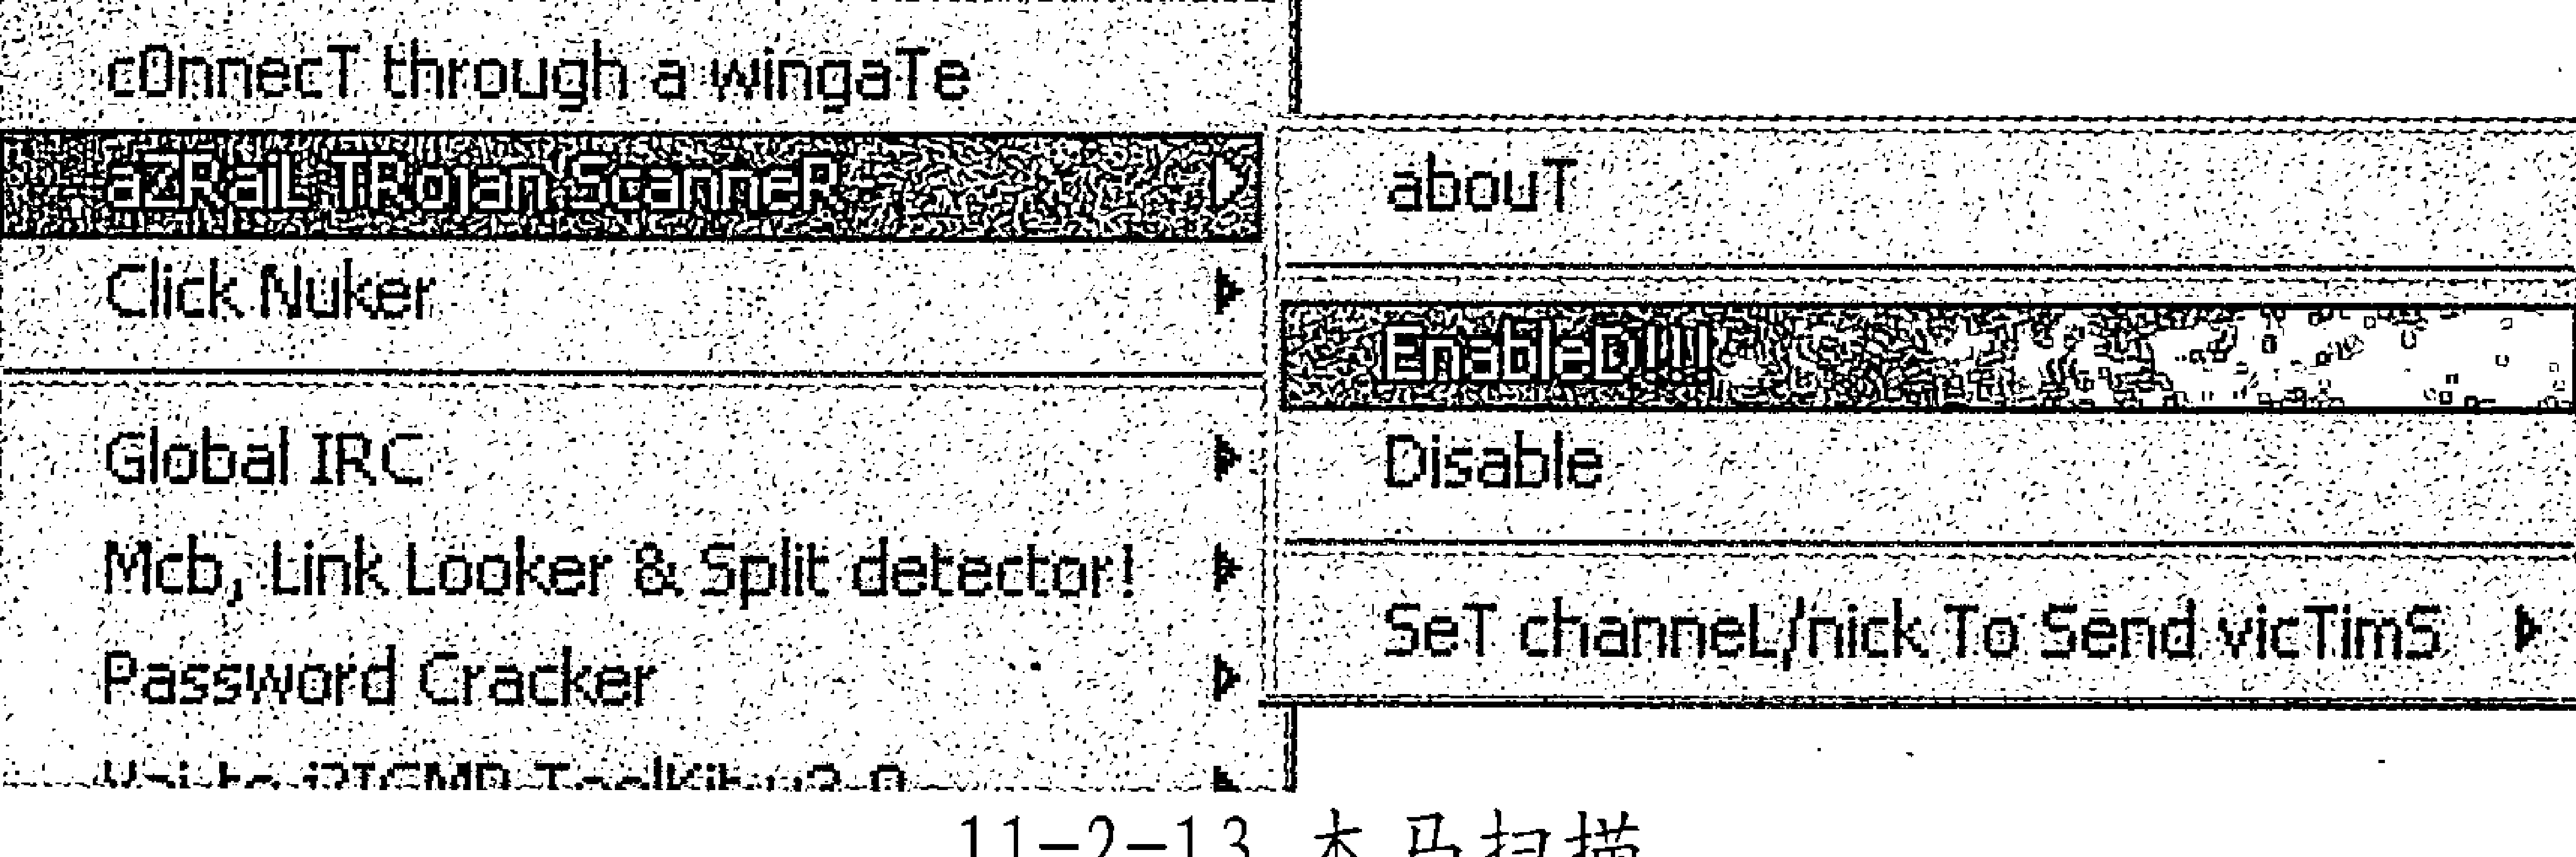 c0nnecT through a wingaTe
aZRaiL TRojan ScanneR
Click Nuker
Global IRC
Mcb, Link Looker & Split detector!
Password Cracker
abouT
EnableD!!!
Disable
SeT channeL/nick To Send vicTimS
11-2-13 木马扫描